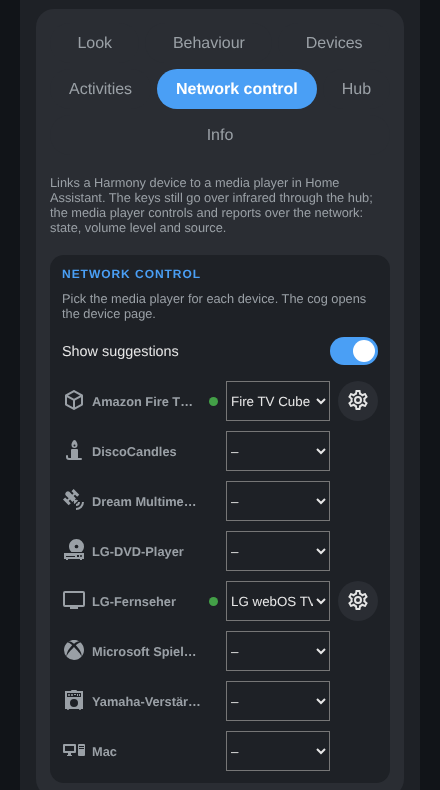 Look Behaviour Devices
Activities Network control Hub
Info
Links a Harmony device to a media player in Home
Assistant. The keys still go over infrared through the hub;
the media player controls and reports over the network:
state, volume level and source.
NETWORK CONTROL
Pick the media player for each device. The cog opens
the device page.
Show suggestions
Amazon Fire T… Fire TV Cube
DiscoCandles –
Dream Multime… –
LG-DVD-Player –
LG-Fernseher LG webOS TV
Microsoft Spiel… –
Yamaha-Verstär… –
Mac –